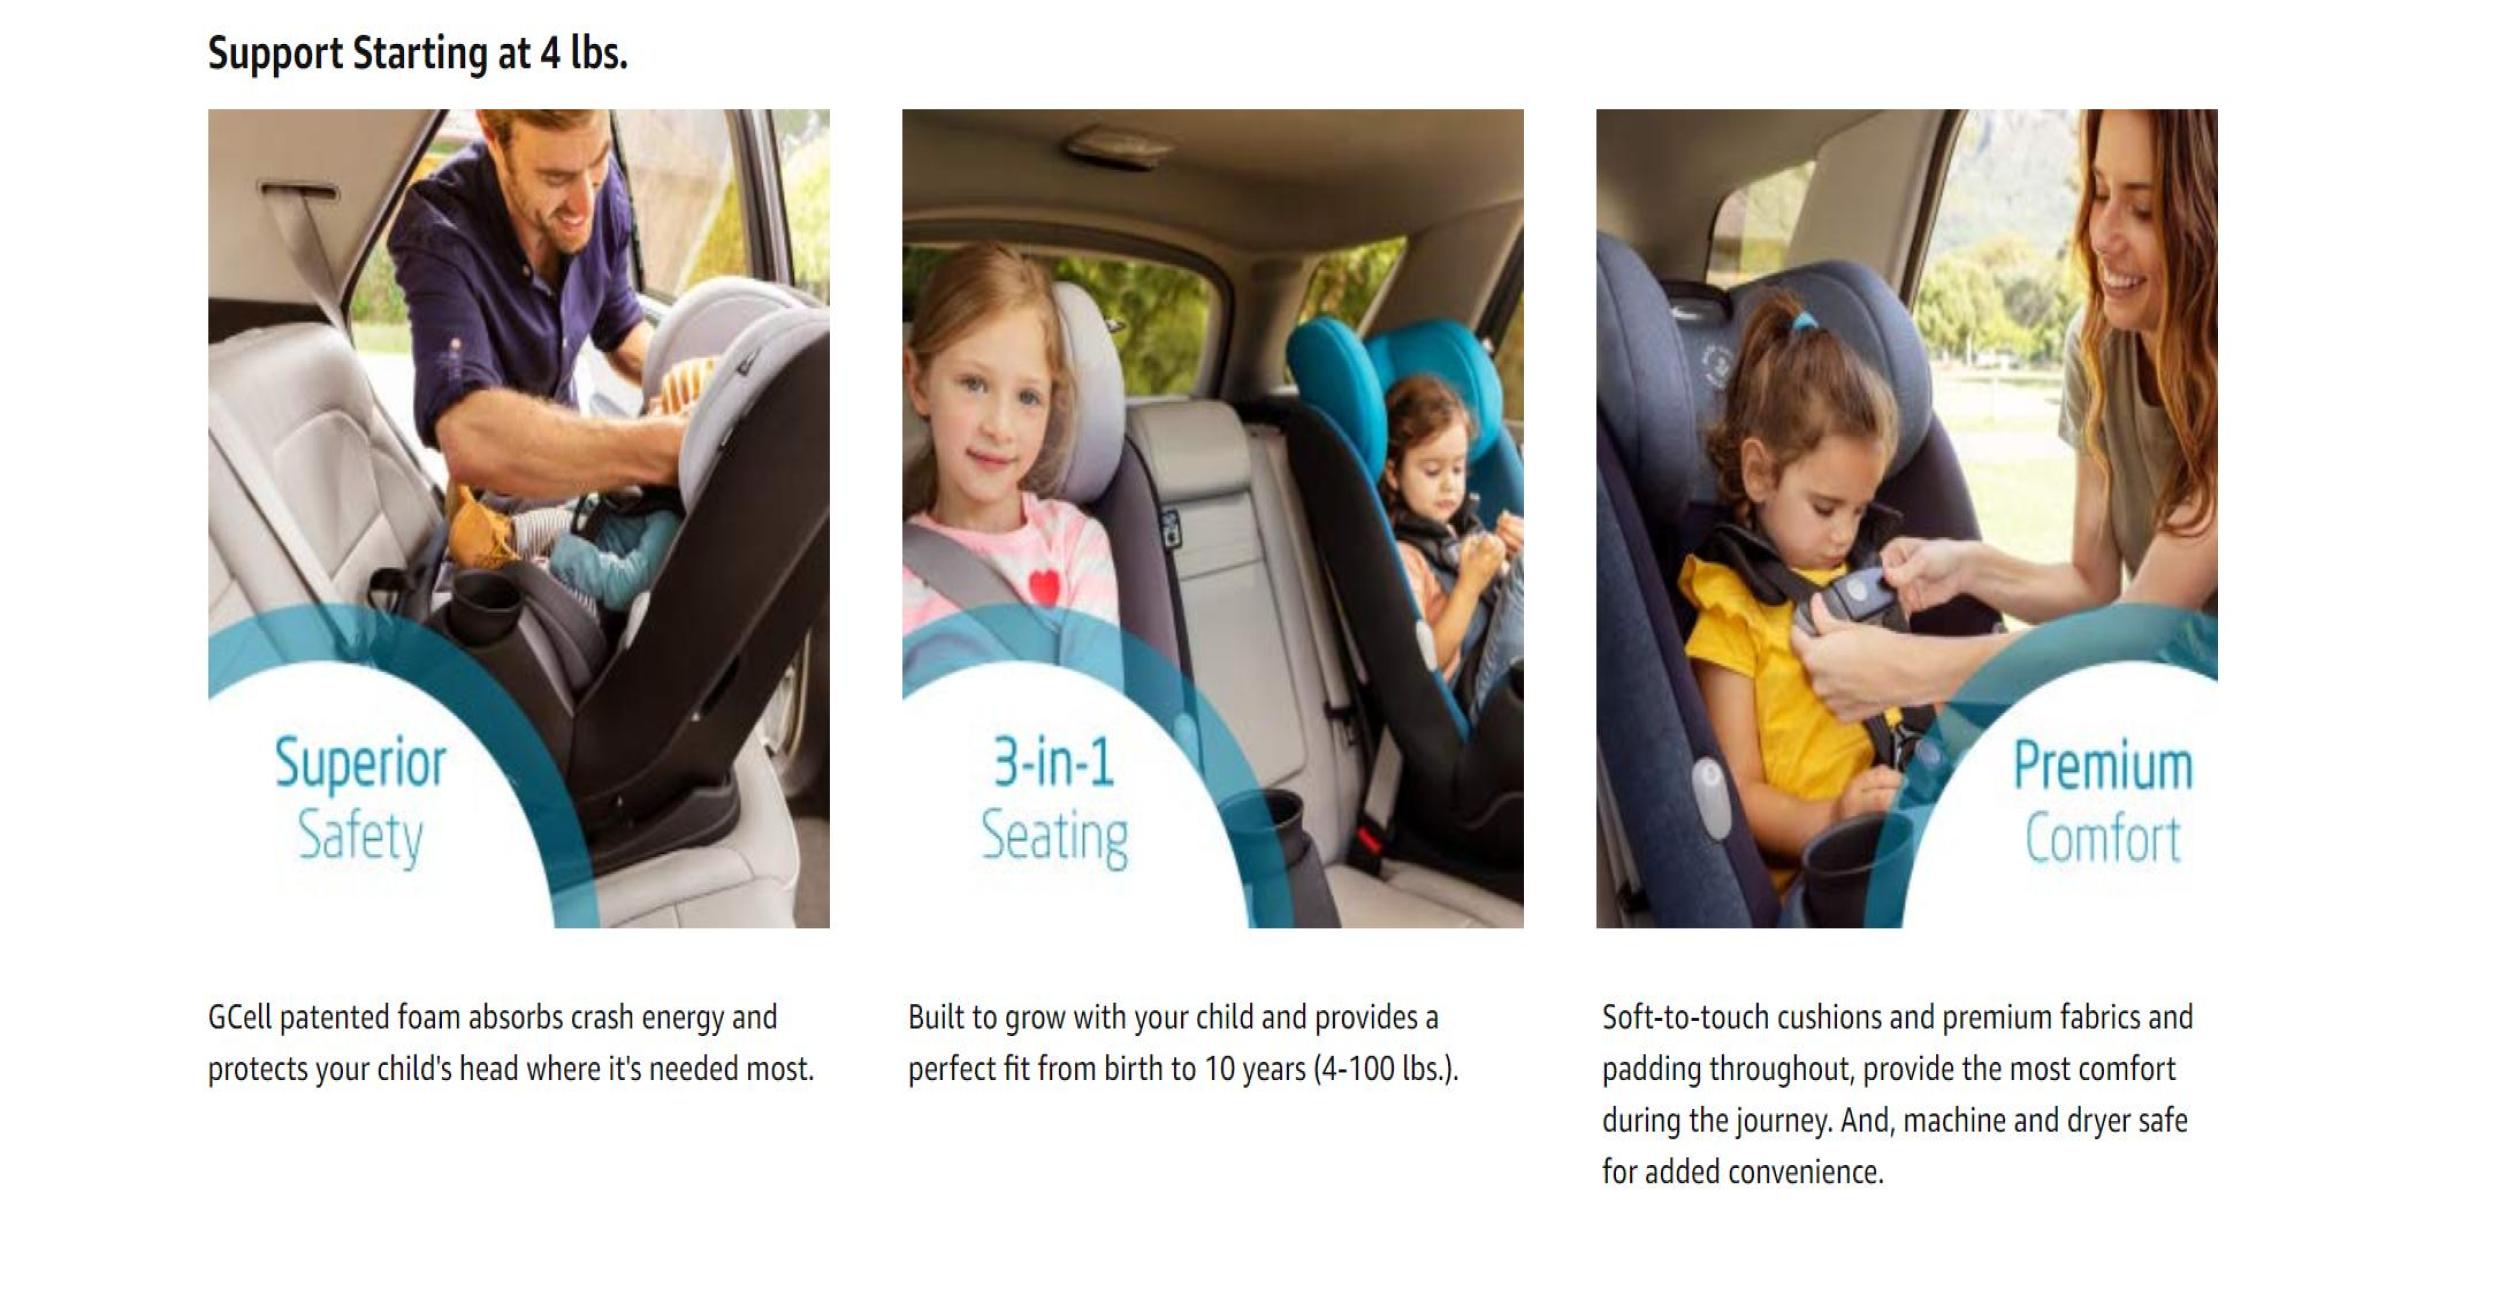 Support Starting at 4 lbs.
Superior
Safety
3-in-1
Seating
Premium
Comfort
GCell patented foam absorbs crash energy and
protects your child's head where it's needed most.
Built to grow with your child and provides a
perfect fit from birth to 10 years (4-100 lbs.).
Soft-to-touch cushions and premium fabrics and
padding throughout, provide the most comfort
during the journey. And, machine and dryer safe
for added convenience.